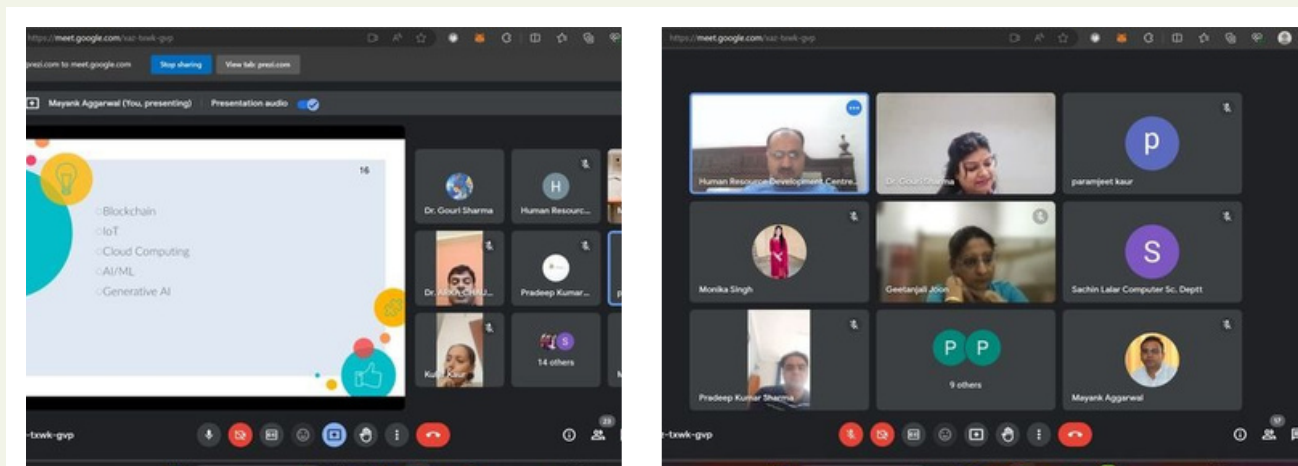 https://meet.google.com/vaz-txwk-gvp
prezi.com to meet.google.com
Stop sharing
View tab: prezi.com
Mayank Aggarwal (You, presenting)
Presentation audio
16
Blockchain
IoT
Cloud Computing
AI/ML
Generative AI
Dr. Gouri Sharma
H
Human Resourc...
Pradeep Kumar...
Kaur
S
14 others
-txwk-gvp
23
https://meet.google.com/vaz-txwk-gvp
Human Resource Development Centre...
Dr. Gouri Sharma
p
paramjeet kaur
Monika Singh
Geetanjali Joon
S
Sachin Lalar Computer Sc. Deptt
Pradeep Kumar Sharma
P P
9 others
Mayank Aggarwal
-txwk-gvp
17